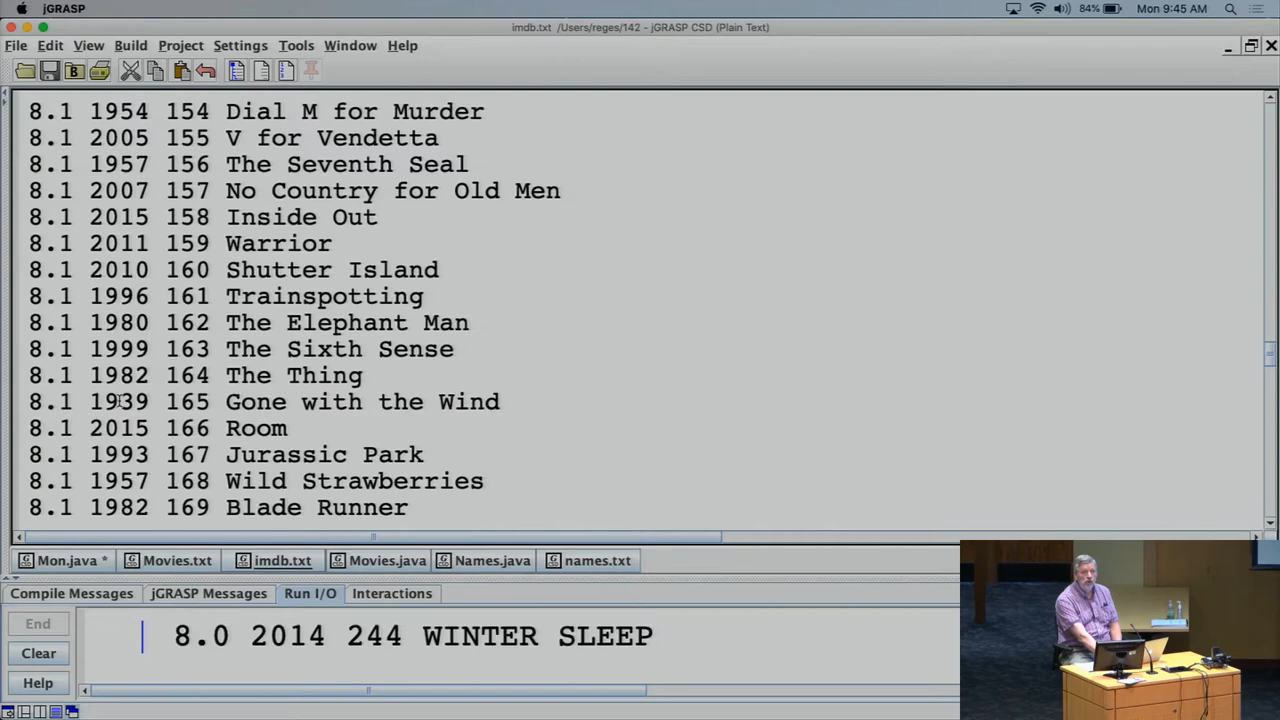 jGRASP
84%
Mon 9:45 AM
imdb.txt /Users/reges/142 - jGRASP CSD (Plain Text)
File Edit View Build Project Settings Tools Window Help
8.1 1954 154 Dial M for Murder
8.1 2005 155 V for Vendetta
8.1 1957 156 The Seventh Seal
8.1 2007 157 No Country for Old Men
8.1 2015 158 Inside Out
8.1 2011 159 Warrior
8.1 2010 160 Shutter Island
8.1 1996 161 Trainspotting
8.1 1980 162 The Elephant Man
8.1 1999 163 The Sixth Sense
8.1 1982 164 The Thing
8.1 1939 165 Gone with the Wind
8.1 2015 166 Room
8.1 1993 167 Jurassic Park
8.1 1957 168 Wild Strawberries
8.1 1982 169 Blade Runner
Mon.java * Movies.txt imdb.txt Movies.java Names.java names.txt
Compile Messages jGRASP Messages Run I/O Interactions
End
Clear
Help
8.0 2014 244 WINTER SLEEP